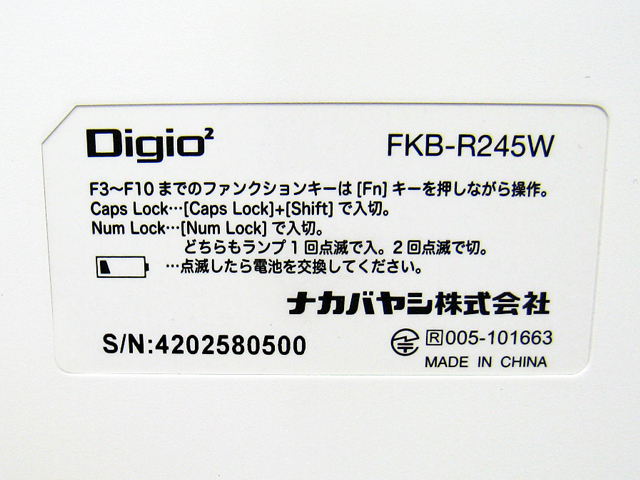 Digio² FKB-R245W
F3～F10までのファンクションキーは[Fn]キーを押しながら操作。
Caps Lock…[Caps Lock]+[Shift]で入切。
Num Lock…[Num Lock]で入切。
どちらもランプ1回点滅で入。2回点滅で切。
…点滅したら電池を交換してください。
ナカバヤシ株式会社
S/N:4202580500
R 005-101663
MADE IN CHINA